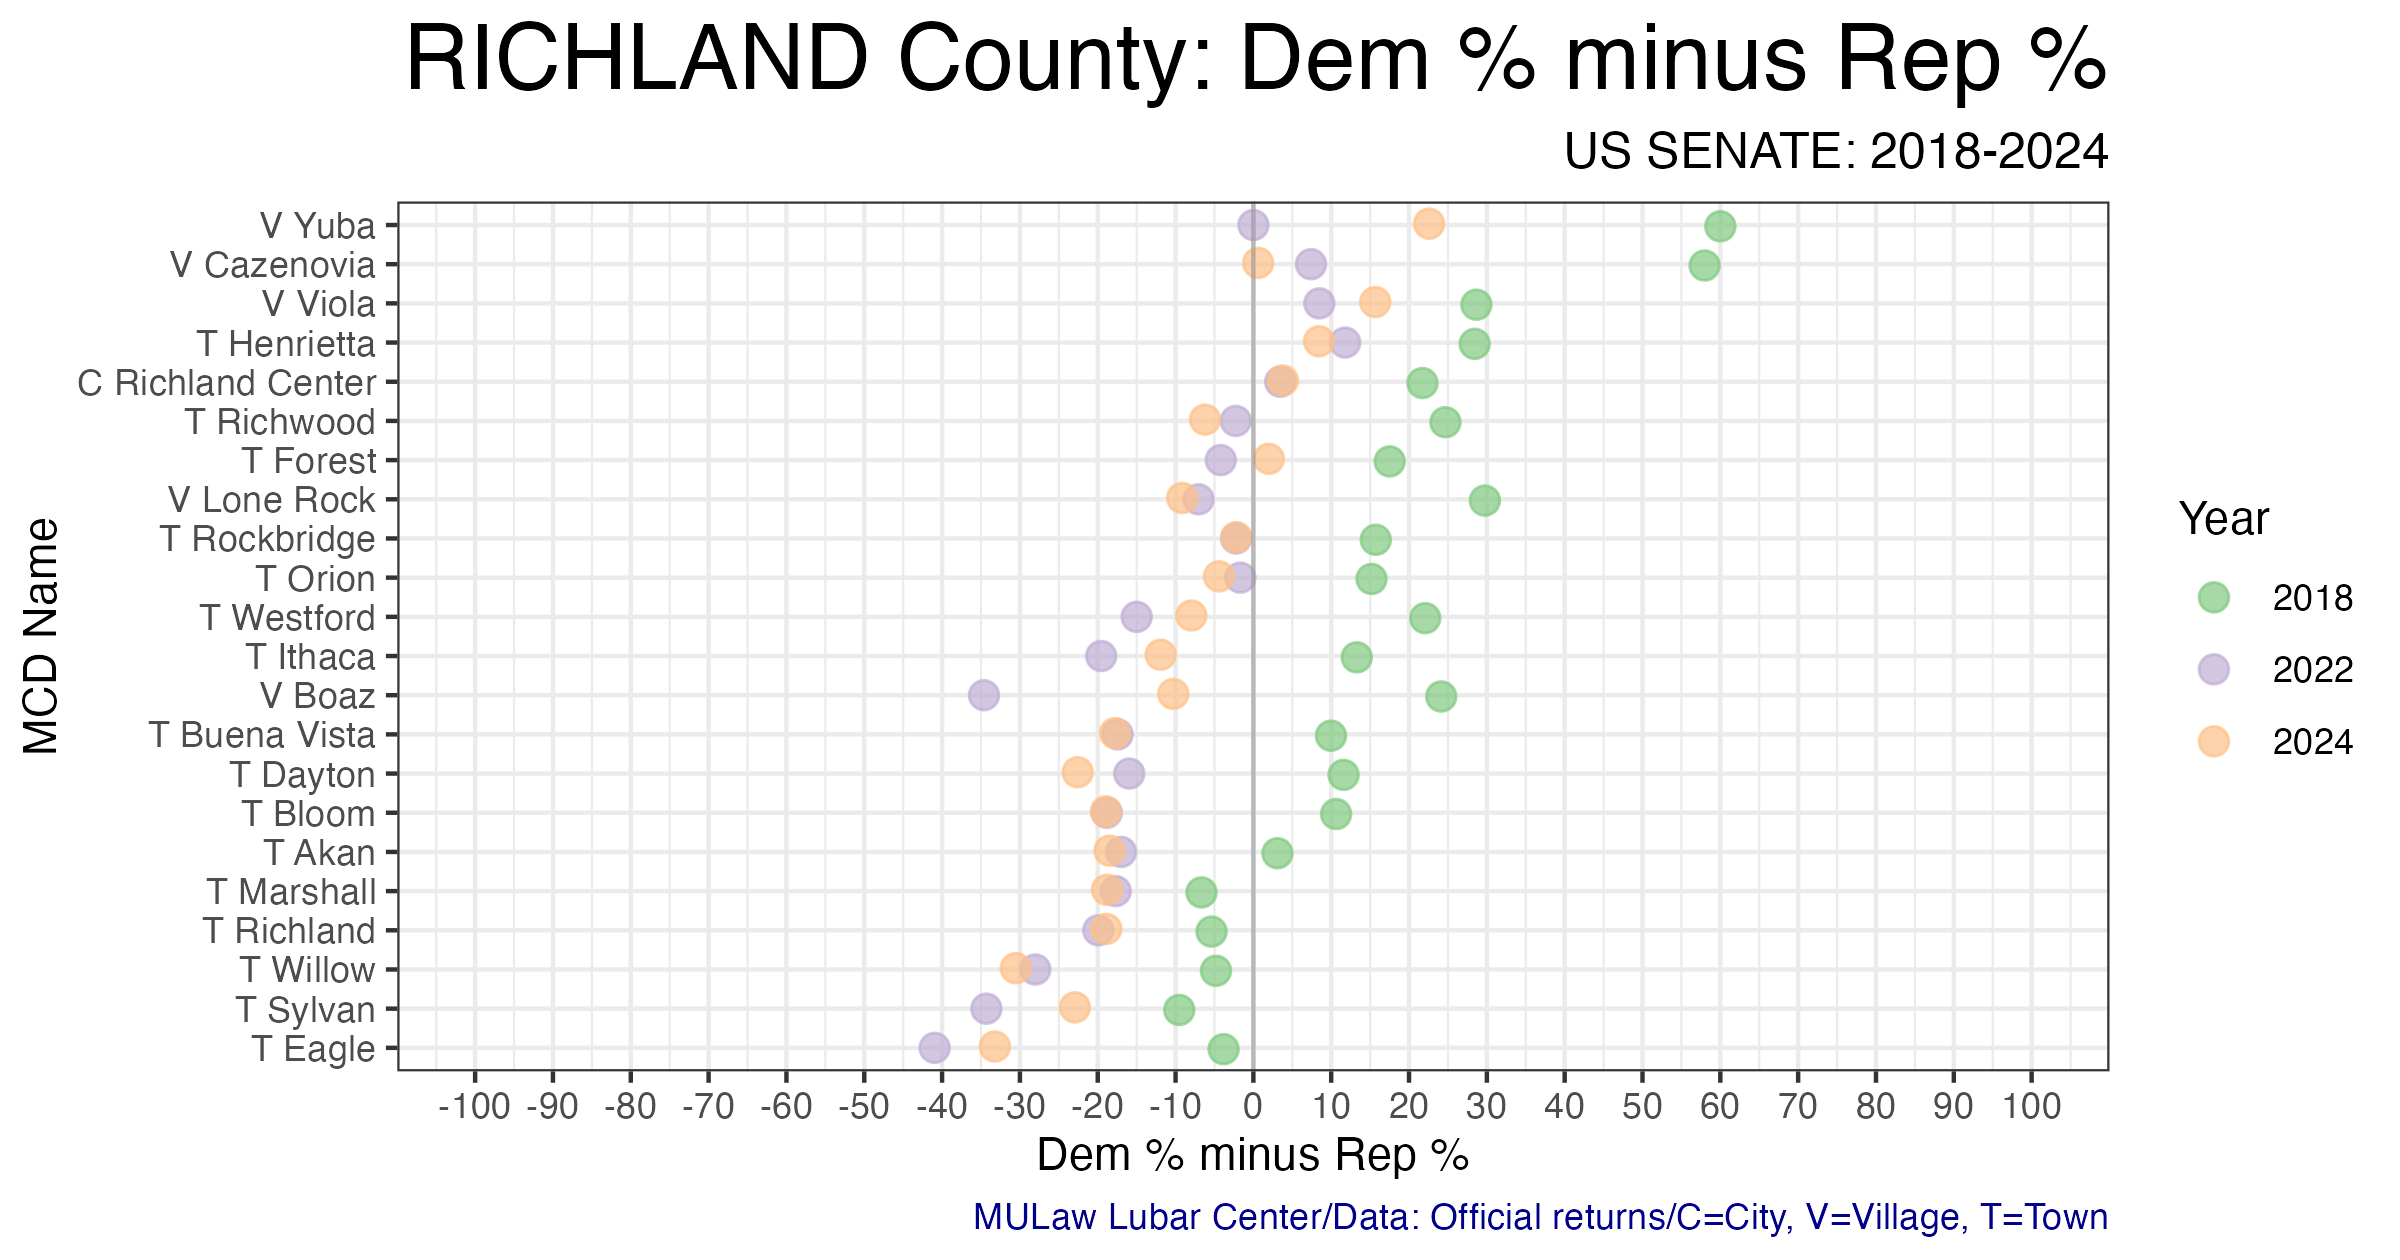 RICHLAND County: Dem % minus Rep %
US SENATE: 2018-2024
V Yuba
V Cazenovia
V Viola
T Henrietta
C Richland Center
T Richwood
T Forest
V Lone Rock
T Rockbridge
T Orion
T Westford
T Ithaca
V Boaz
T Buena Vista
T Dayton
T Bloom
T Akan
T Marshall
T Richland
T Willow
T Sylvan
T Eagle
MCD Name
-100 -90 -80 -70 -60 -50 -40 -30 -20 -10 0 10 20 30 40 50 60 70 80 90 100
Dem % minus Rep %
Year
2018
2022
2024
MULaw Lubar Center/Data: Official returns/C=City, V=Village, T=Town